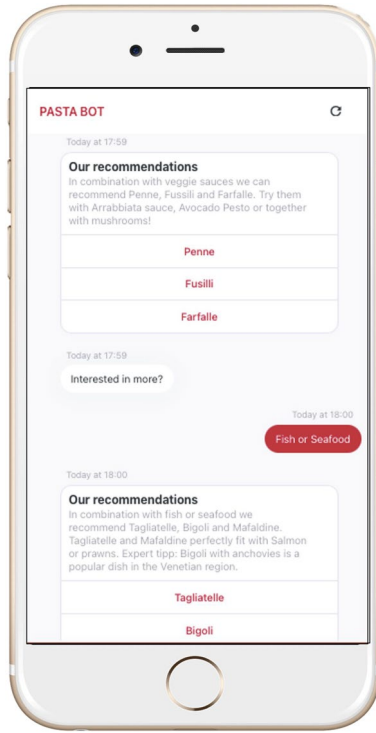 PASTA BOT
Today at 17:59
Our recommendations
In combination with veggie sauces we can
recommend Penne, Fussili and Farfalle. Try them
with Arrabbiata sauce, Avocado Pesto or together
with mushrooms!
Penne
Fusilli
Farfalle
Today at 17:59
Interested in more?
Today at 18:00
Fish or Seafood
Today at 18:00
Our recommendations
In combination with fish or seafood we
recommend Tagliatelle, Bigoli and Mafaldine.
Tagliatelle and Mafaldine perfectly fit with Salmon
or prawns. Expert tipp: Bigoli with anchovies is a
popular dish in the Venetian region.
Tagliatelle
Bigoli